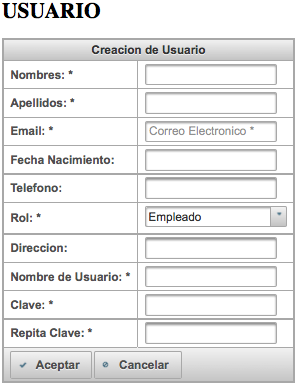 USUARIO
Creacion de Usuario
Nombres: *
Apellidos: *
Email: * Correo Electronico *
Fecha Nacimiento:
Telefono:
Rol: * Empleado
Direccion:
Nombre de Usuario: *
Clave: *
Repita Clave: *
Aceptar Cancelar